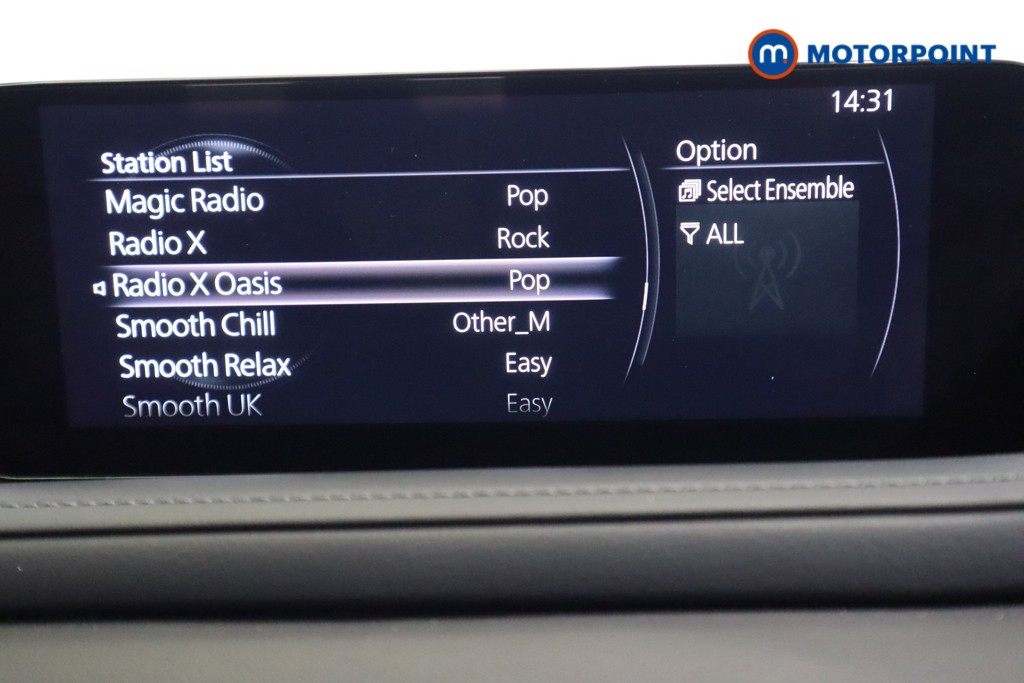 m MOTORPOINT
14:31
Station List
Magic Radio Pop
Radio X Rock
Radio X Oasis Pop
Smooth Chill Other_M
Smooth Relax Easy
Smooth UK Easy
Option
Select Ensemble
ALL